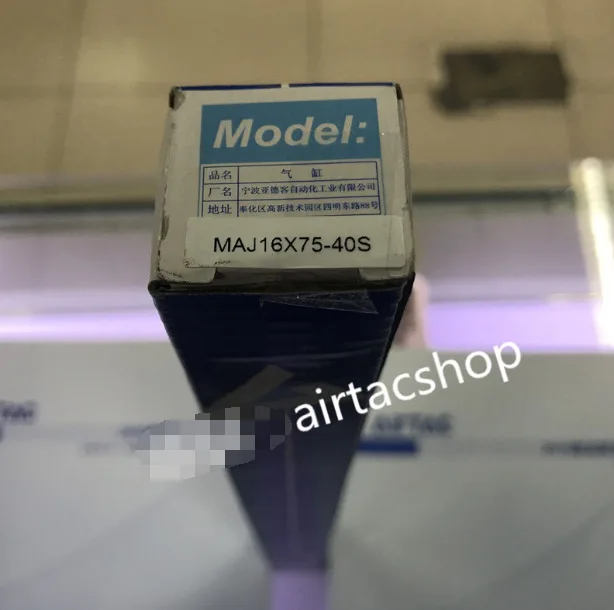 Model:
品名 气缸
厂名 宁波亚德客自动化工业有限公司
地址 奉化区高新技术园区四明东路88号
MAJ16X75-40S
airtacshop